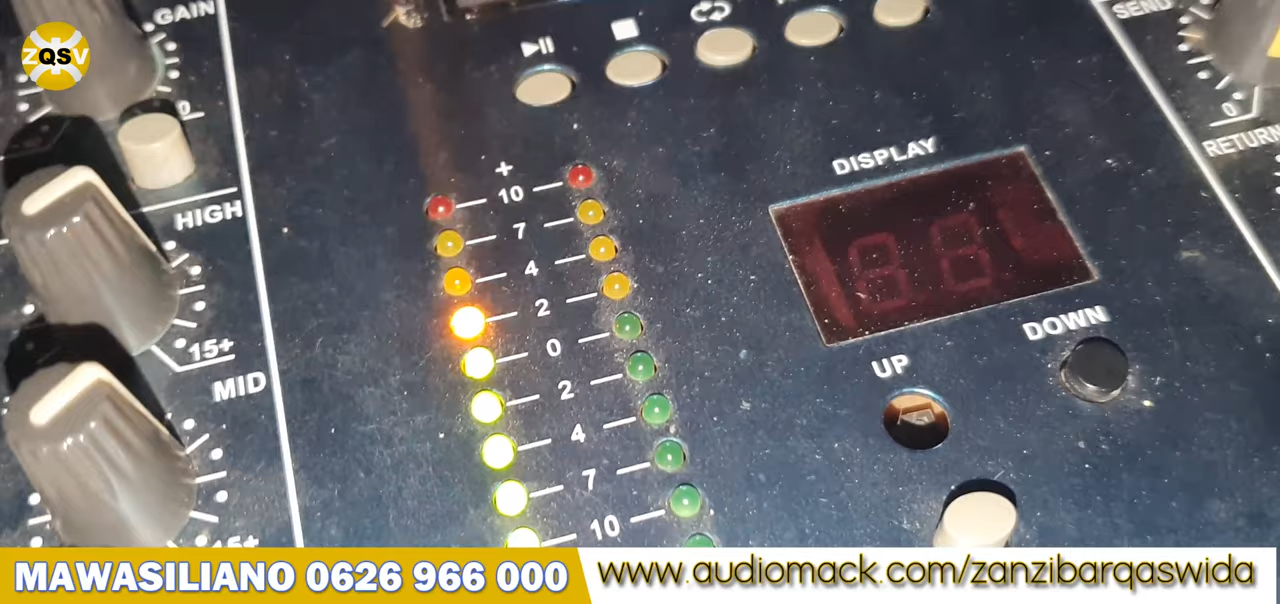 GAIN
ZQSV
0
HIGH
15+
MID
15+
+
10
7
4
2
0
2
4
7
10
DISPLAY
88
UP
DOWN
SEND
0
RETURN
MAWASILIANO 0626 966 000
www.audiomack.com/zanzibarqaswida